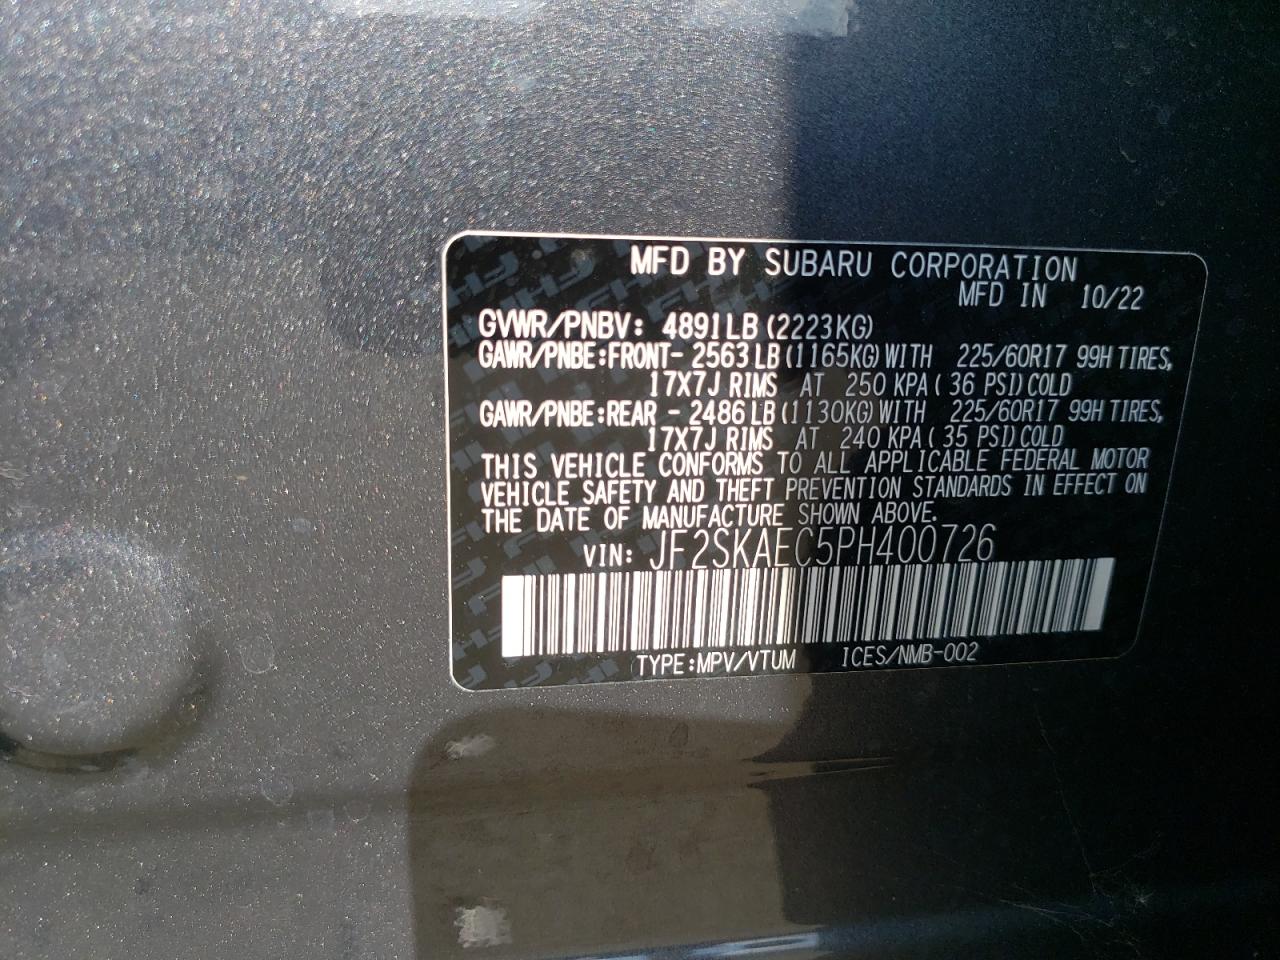 MFD BY SUBARU CORPORATION
MFD IN 10/22
GVWR/PNBV: 4891LB(2223KG)
GAWR/PNBE:FRONT- 2563LB(1165KG)WITH 225/60R17 99H TIRES,
17X7J RIMS AT 250 KPA( 36 PSI)COLD
GAWR/PNBE:REAR - 2486LB(1130KG)WITH 225/60R17 99H TIRES,
17X7J RIMS AT 240 KPA( 35 PSI)COLD
THIS VEHICLE CONFORMS TO ALL APPLICABLE FEDERAL MOTOR
VEHICLE SAFETY AND THEFT PREVENTION STANDARDS IN EFFECT ON
THE DATE OF MANUFACTURE SHOWN ABOVE.
VIN: JF2SKAEC5PH400726
TYPE:MPV/VTUM ICES/NMB-002